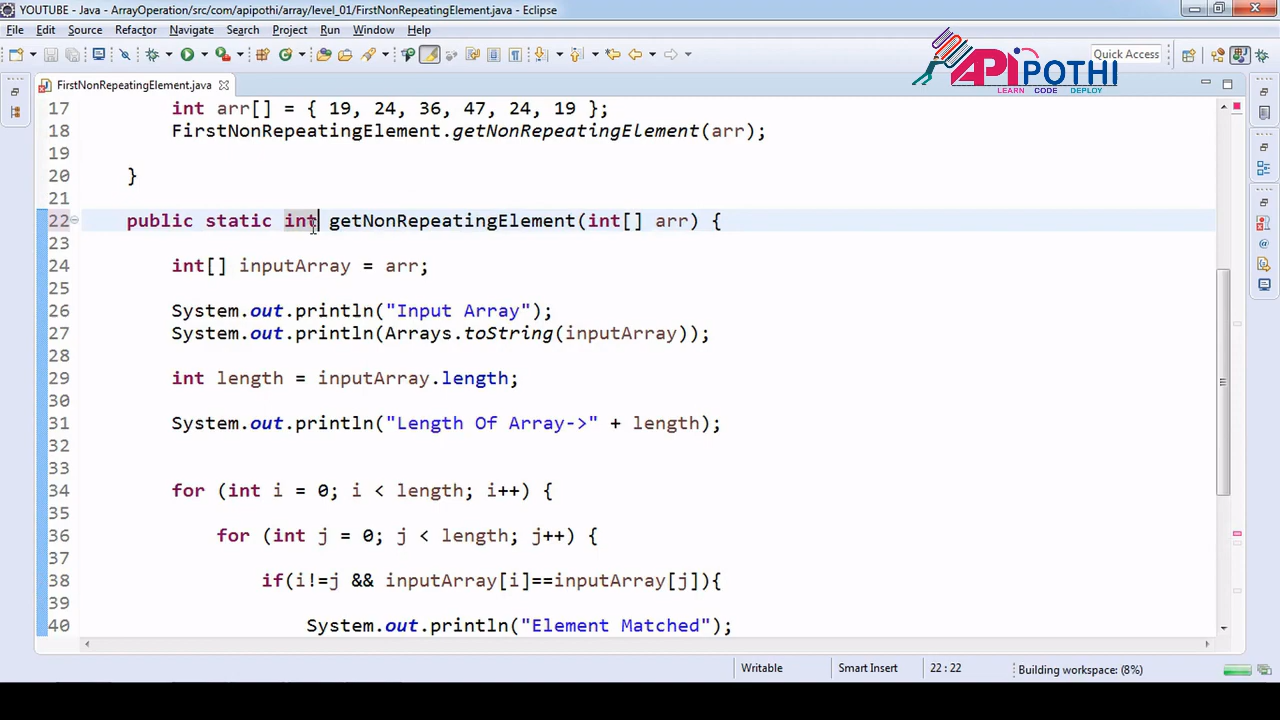 YOUTUBE - Java - ArrayOperation/src/com/apipothi/array/level_01/FirstNonRepeatingElement.java - Eclipse
File Edit Source Refactor Navigate Search Project Run Window Help
Quick Access
APIPOTHI
LEARN CODE DEPLOY
FirstNonRepeatingElement.java
17 int arr[] = { 19, 24, 36, 47, 24, 19 };
18 FirstNonRepeatingElement.getNonRepeatingElement(arr);
19
20 }
21
22 public static int getNonRepeatingElement(int[] arr) {
23
24 int[] inputArray = arr;
25
26 System.out.println("Input Array");
27 System.out.println(Arrays.toString(inputArray));
28
29 int length = inputArray.length;
30
31 System.out.println("Length Of Array->" + length);
32
33
34 for (int i = 0; i < length; i++) {
35
36 for (int j = 0; j < length; j++) {
37
38 if(i!=j && inputArray[i]==inputArray[j]){
39
40 System.out.println("Element Matched");
Writable Smart Insert 22 : 22 Building workspace: (8%)